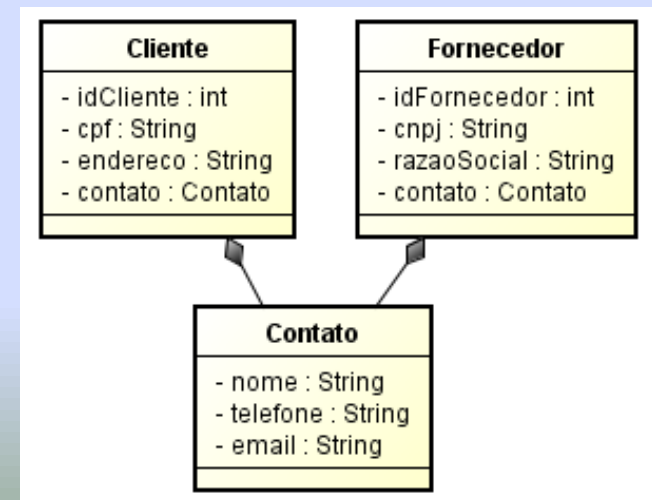 Cliente
- idCliente : int
- cpf : String
- endereco : String
- contato : Contato
Fornecedor
- idFornecedor : int
- cnpj : String
- razaoSocial : String
- contato : Contato
Contato
- nome : String
- telefone : String
- email : String